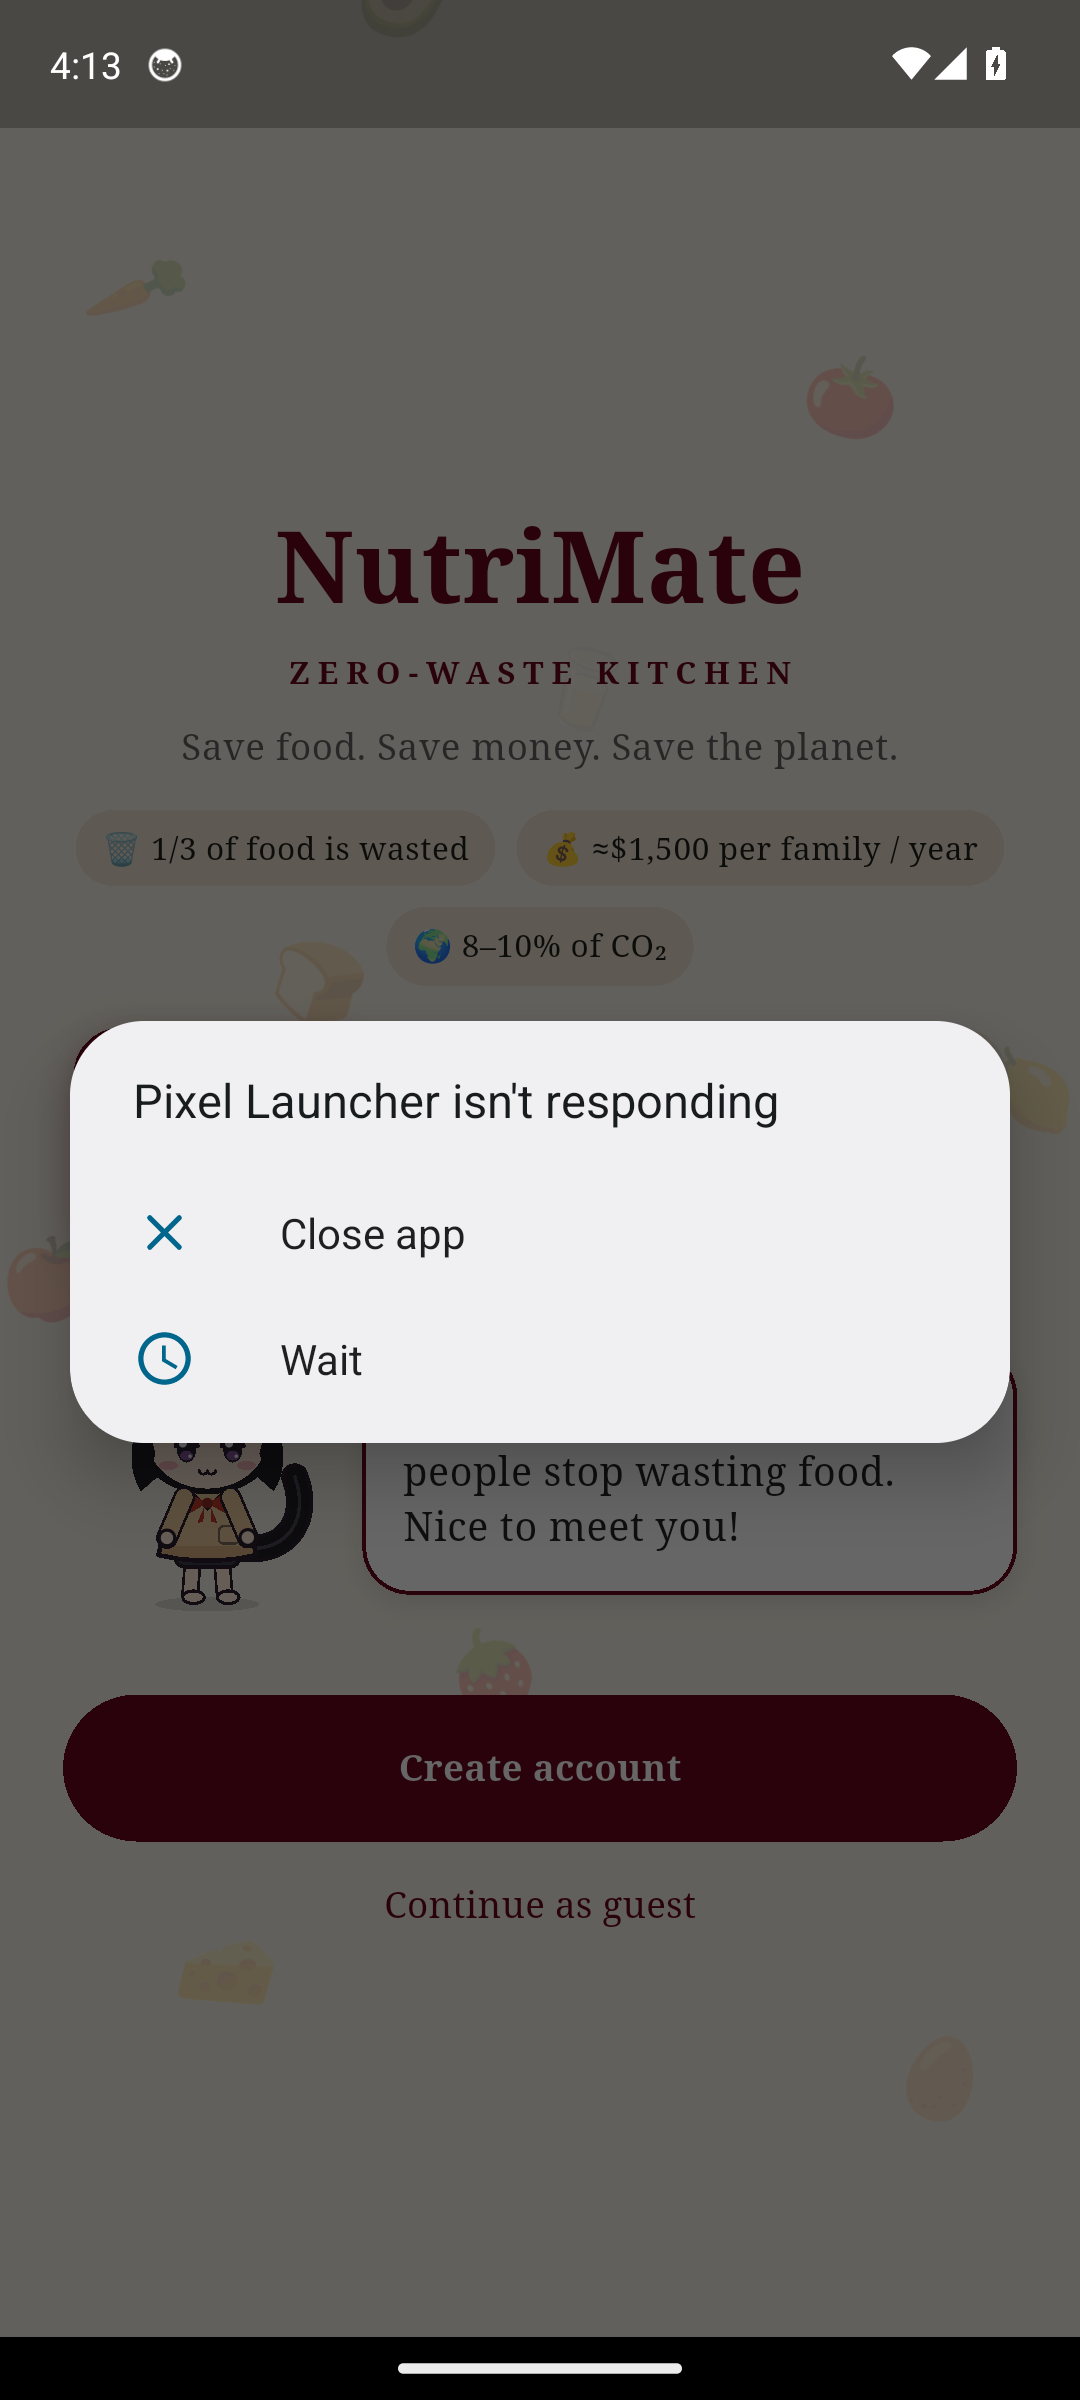 4:13
NutriMate
ZERO-WASTE KITCHEN
Save food. Save money. Save the planet.
1/3 of food is wasted
≈$1,500 per family / year
8–10% of CO₂
Pixel Launcher isn't responding
Close app
Wait
people stop wasting food.
Nice to meet you!
Create account
Continue as guest